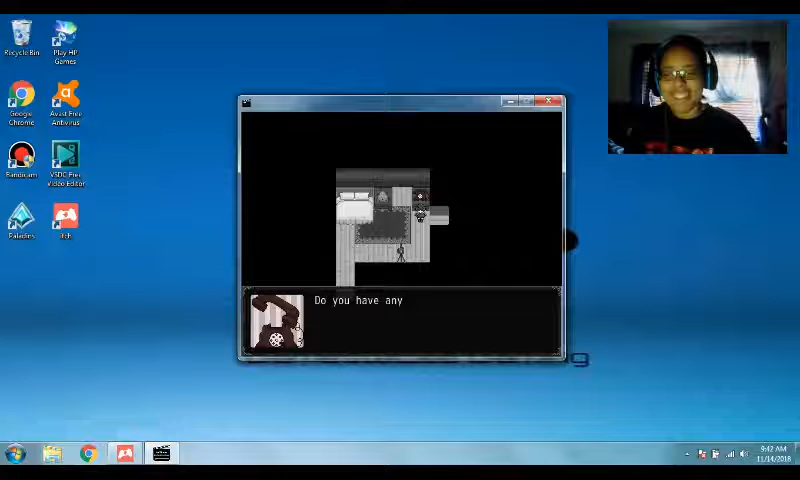 Recycle Bin
Play HP
Games
Google
Chrome
Avast Free
Antivirus
Bandicam
VSDC Free
Video Editor
Paladins
itch
Do you have any
g
9:42 AM
11/14/2018